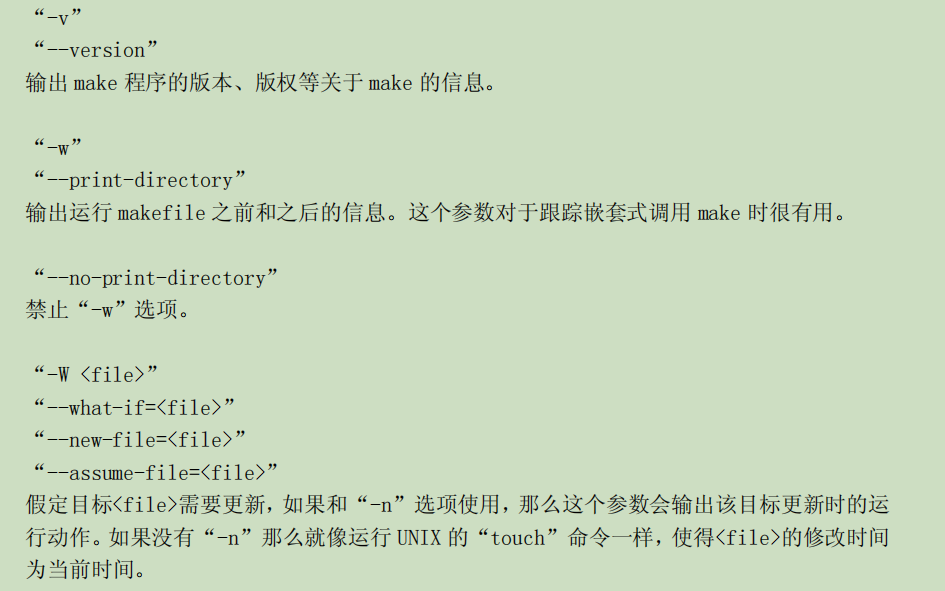 “-v”
“--version”
输出 make 程序的版本、版权等关于 make 的信息。
“-w”
“--print-directory”
输出运行 makefile 之前和之后的信息。这个参数对于跟踪嵌套式调用 make 时很有用。
“--no-print-directory”
禁止“-w”选项。
“-W <file>”
“--what-if=<file>”
“--new-file=<file>”
“--assume-file=<file>”
假定目标<file>需要更新，如果和“-n”选项使用，那么这个参数会输出该目标更新时的运
行动作。如果没有“-n”那么就像运行 UNIX 的“touch”命令一样，使得<file>的修改时间
为当前时间。